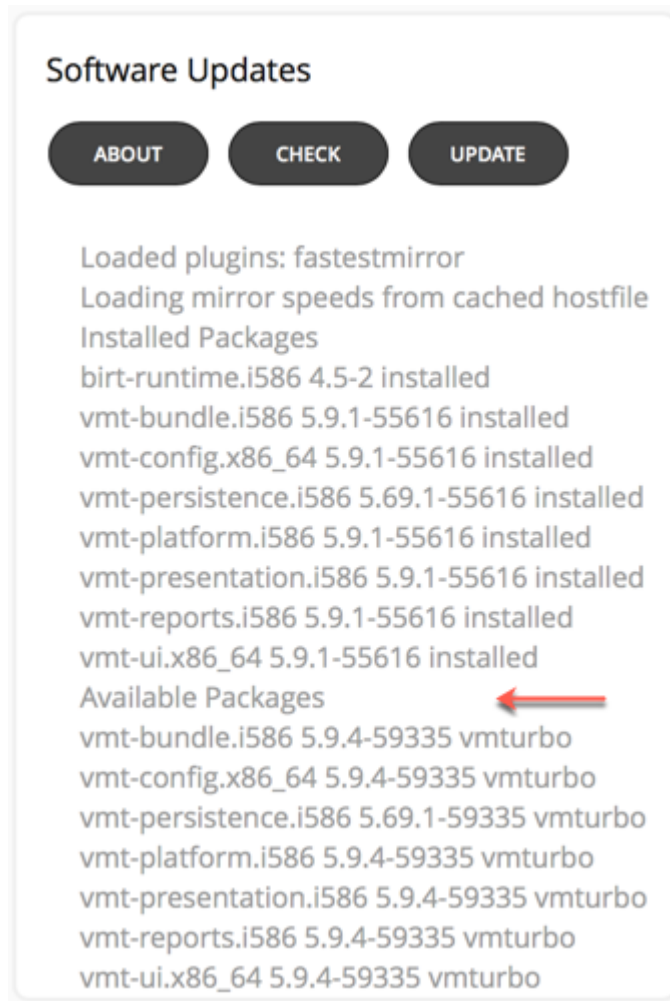 Software Updates
ABOUT CHECK UPDATE
Loaded plugins: fastestmirror
Loading mirror speeds from cached hostfile
Installed Packages
birt-runtime.i586 4.5-2 installed
vmt-bundle.i586 5.9.1-55616 installed
vmt-config.x86_64 5.9.1-55616 installed
vmt-persistence.i586 5.69.1-55616 installed
vmt-platform.i586 5.9.1-55616 installed
vmt-presentation.i586 5.9.1-55616 installed
vmt-reports.i586 5.9.1-55616 installed
vmt-ui.x86_64 5.9.1-55616 installed
Available Packages
vmt-bundle.i586 5.9.4-59335 vmturbo
vmt-config.x86_64 5.9.4-59335 vmturbo
vmt-persistence.i586 5.69.1-59335 vmturbo
vmt-platform.i586 5.9.4-59335 vmturbo
vmt-presentation.i586 5.9.4-59335 vmturbo
vmt-reports.i586 5.9.4-59335 vmturbo
vmt-ui.x86_64 5.9.4-59335 vmturbo